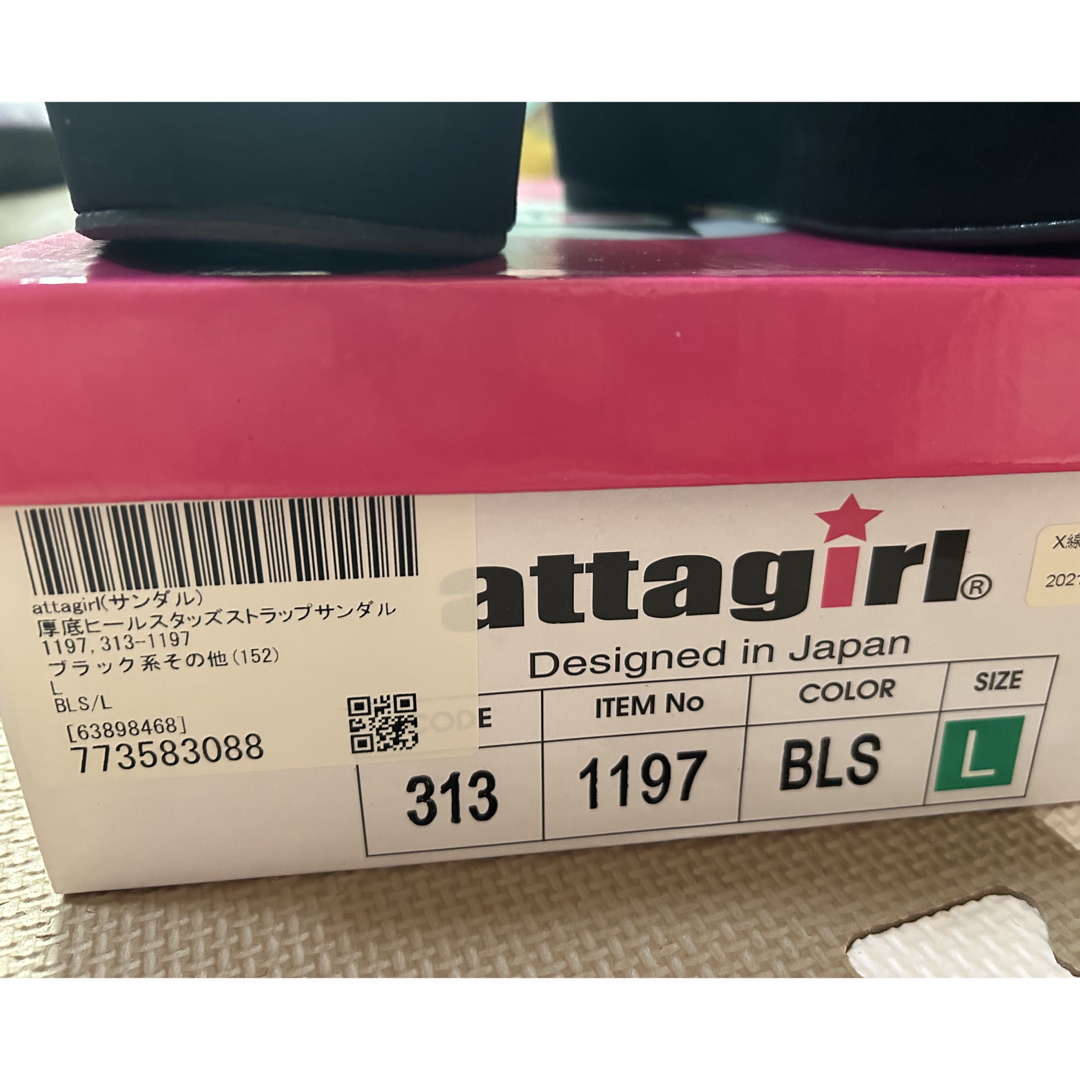 attagirl(サンダル)
厚底ヒールスタッズストラップサンダル
1197,313-1197
ブラック系その他(152)
L
BLS/L
[63898468]
773583088
attagirl®
Designed in Japan
CODE ITEM No COLOR SIZE
313 1197 BLS L
X線
2021